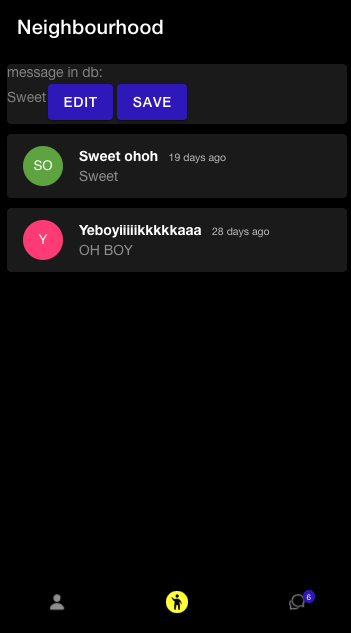 Neighbourhood
message in db:
Sweet EDIT SAVE
SO Sweet ohoh 19 days ago
Sweet
Y Yeboyiiiiikkkkkaaa 28 days ago
OH BOY
6